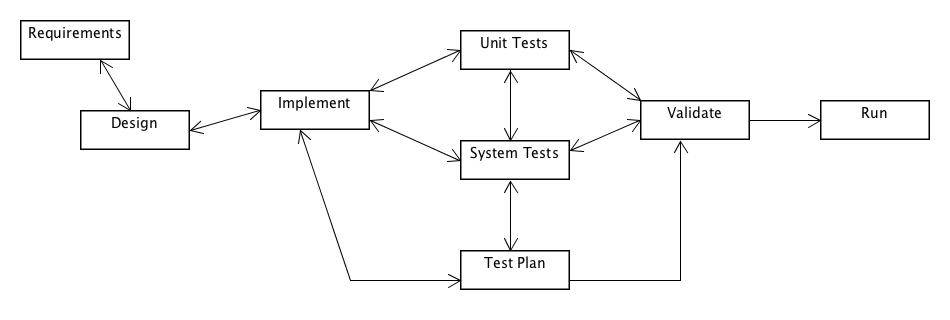 Requirements
Design
Implement
Unit Tests
System Tests
Test Plan
Validate
Run